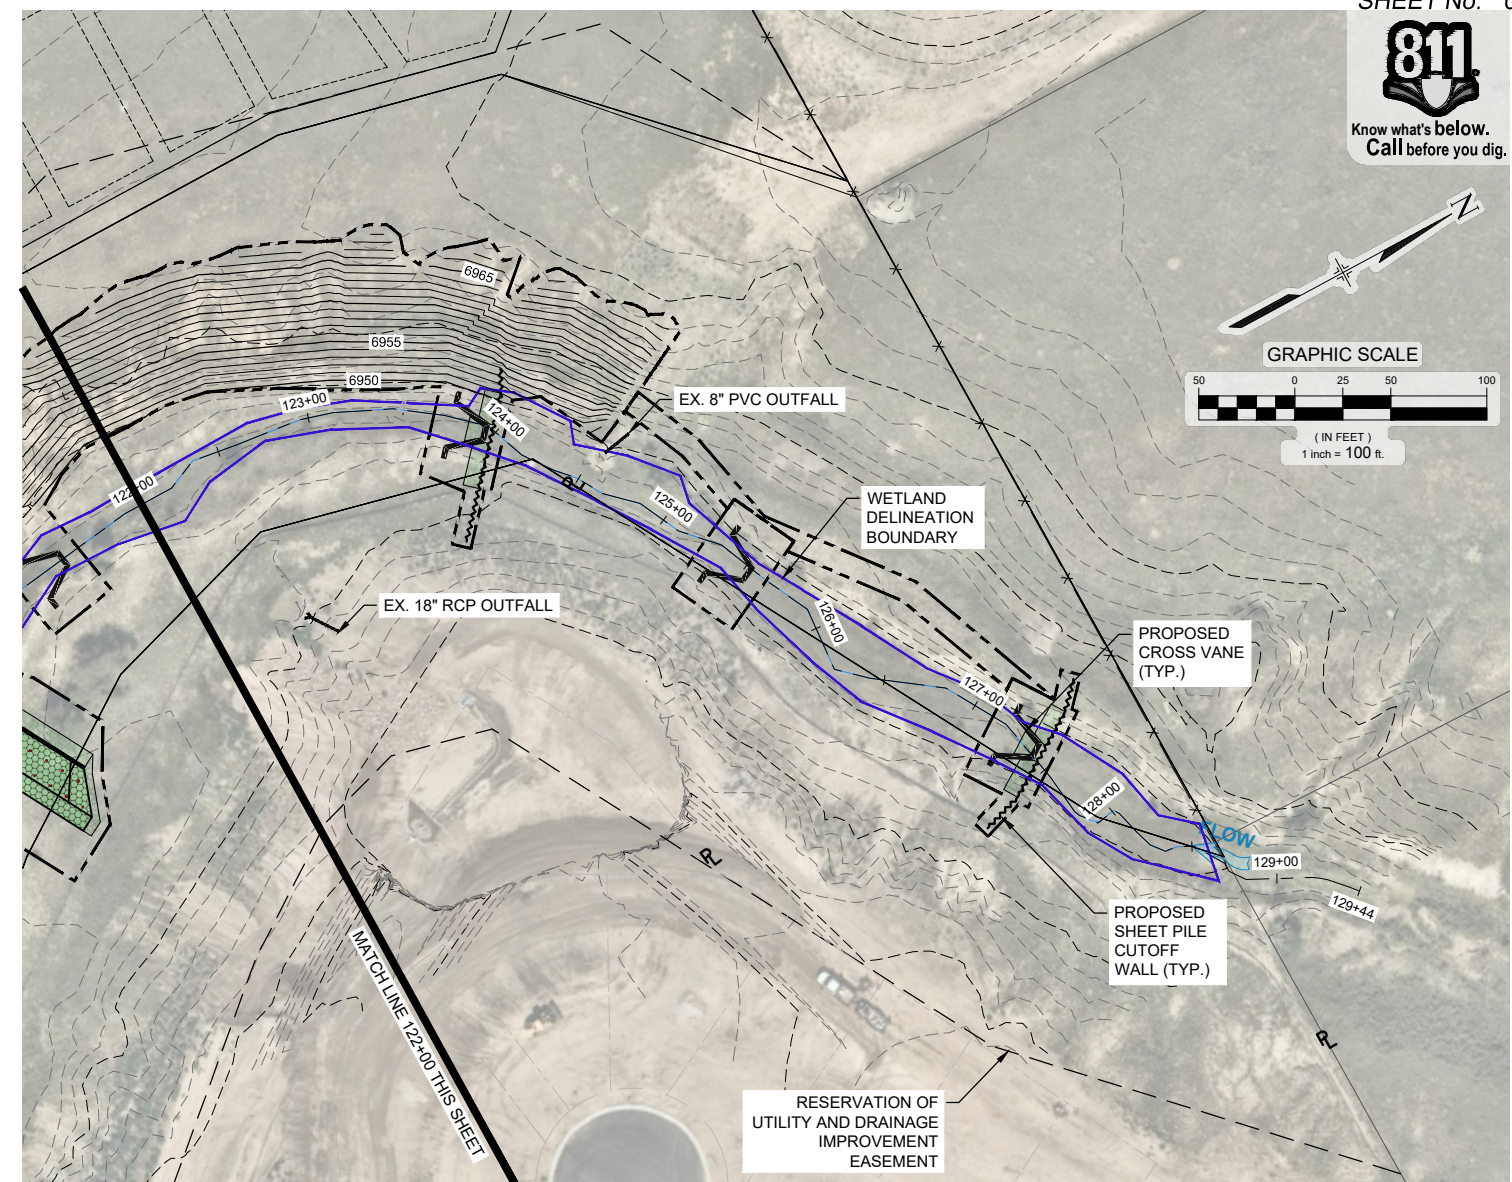 SHEET No.
811
Know what's below.
Call before you dig.
N
GRAPHIC SCALE
50 0 25 50 100
( IN FEET )
1 inch = 100 ft.
6965
6955
6950
123+00
124+00
EX. 8" PVC OUTFALL
122+00
PL
125+00
WETLAND
DELINEATION
BOUNDARY
EX. 18" RCP OUTFALL
126+00
PROPOSED
CROSS VANE
(TYP.)
127+00
128+00
FLOW
129+00
129+44
PL
PROPOSED
SHEET PILE
CUTOFF
WALL (TYP.)
MATCH LINE 122+00 THIS SHEET
PL
RESERVATION OF
UTILITY AND DRAINAGE
IMPROVEMENT
EASEMENT